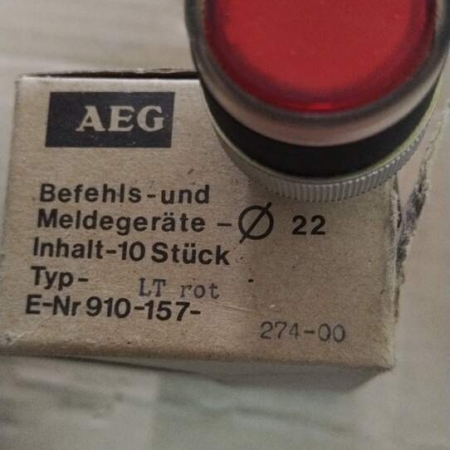 AEG
Befehls-und
Meldegeräte - Ø 22
Inhalt-10 Stück
Typ- LT rot
E-Nr 910-157-
274-00